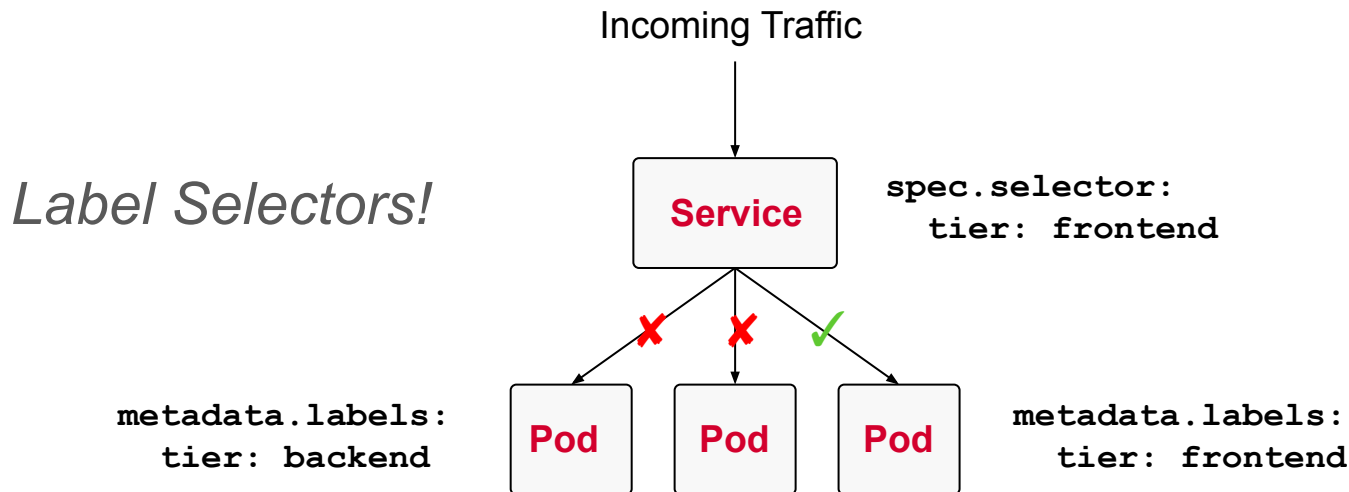 Incoming Traffic
Label Selectors!
Service
spec.selector:
tier: frontend
✘ ✘ ✓
metadata.labels:
tier: backend
Pod
Pod
Pod
metadata.labels:
tier: frontend